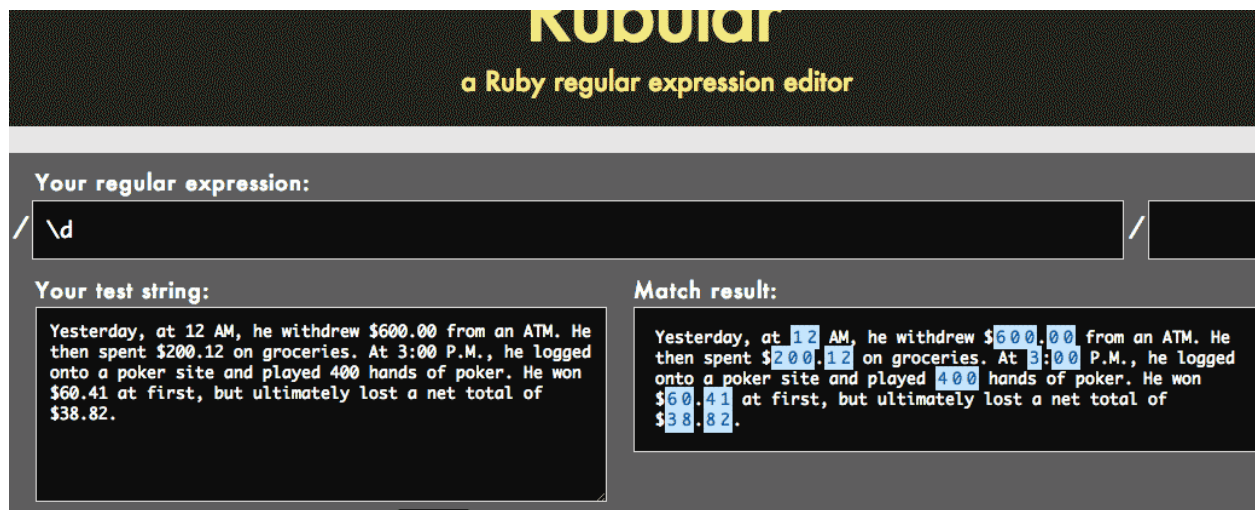 Rubular
a Ruby regular expression editor
Your regular expression:
/ \d /
Your test string:
Yesterday, at 12 AM, he withdrew $600.00 from an ATM. He
then spent $200.12 on groceries. At 3:00 P.M., he logged
onto a poker site and played 400 hands of poker. He won
$60.41 at first, but ultimately lost a net total of
$38.82.
Match result:
Yesterday, at 12 AM, he withdrew $600.00 from an ATM. He
then spent $200.12 on groceries. At 3:00 P.M., he logged
onto a poker site and played 400 hands of poker. He won
$60.41 at first, but ultimately lost a net total of
$38.82.